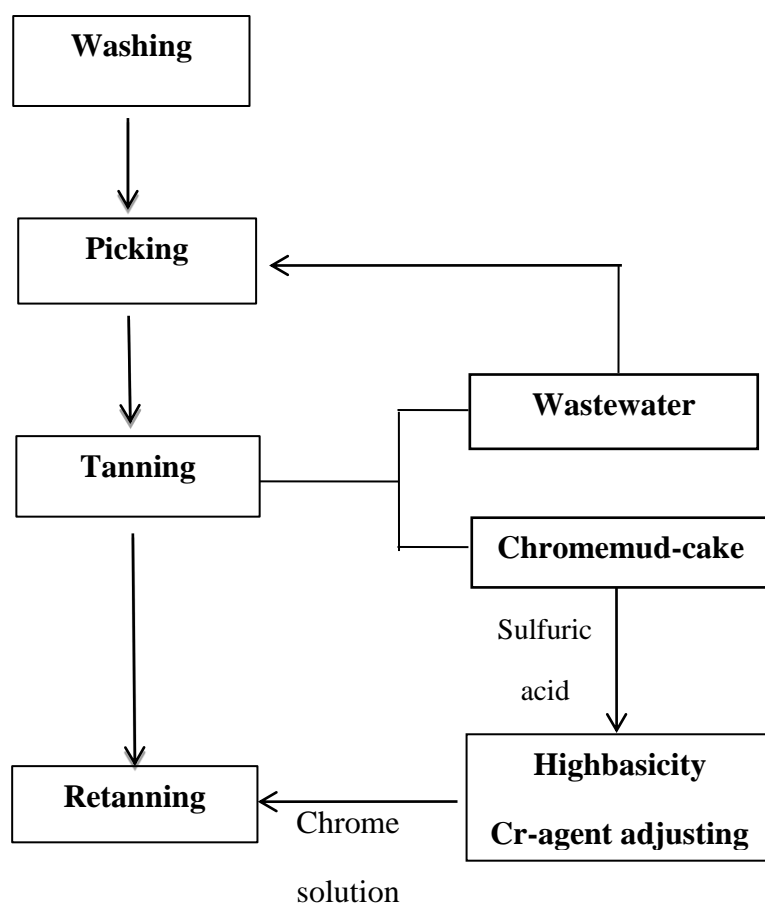 Washing
Picking
Wastewater
Tanning
Chromemud-cake
Sulfuric
acid
Highbasicity
Cr-agent adjusting
Retanning
Chrome
solution